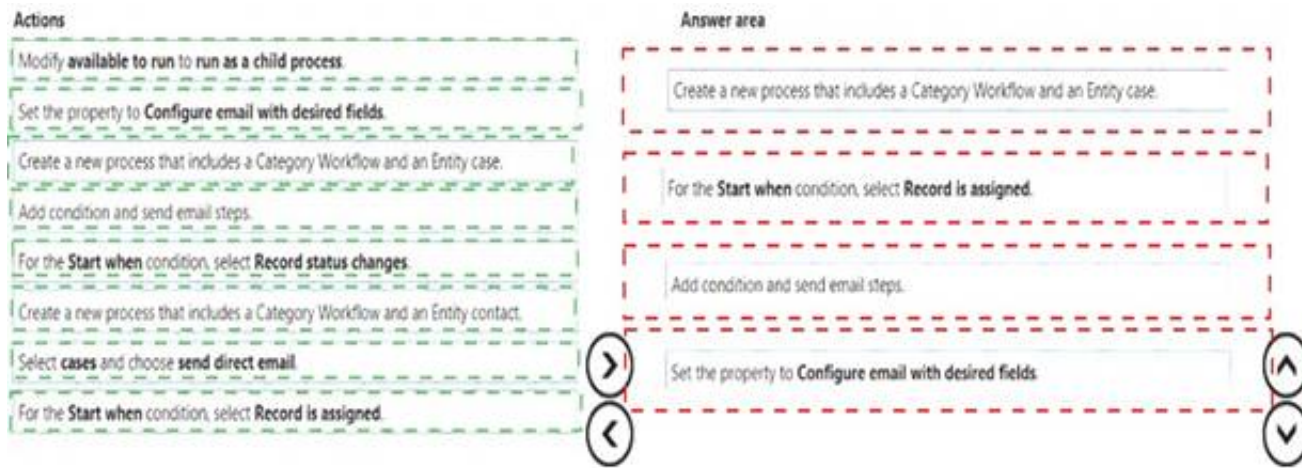 Actions
Modify available to run to run as a child process.
Set the property to Configure email with desired fields.
Create a new process that includes a Category Workflow and an Entity case.
Add condition and send email steps.
For the Start when condition, select Record status changes.
Create a new process that includes a Category Workflow and an Entity contact.
Select cases and choose send direct email.
For the Start when condition, select Record is assigned.
Answer area
Create a new process that includes a Category Workflow and an Entity case.
For the Start when condition, select Record is assigned.
Add condition and send email steps.
Set the property to Configure email with desired fields.